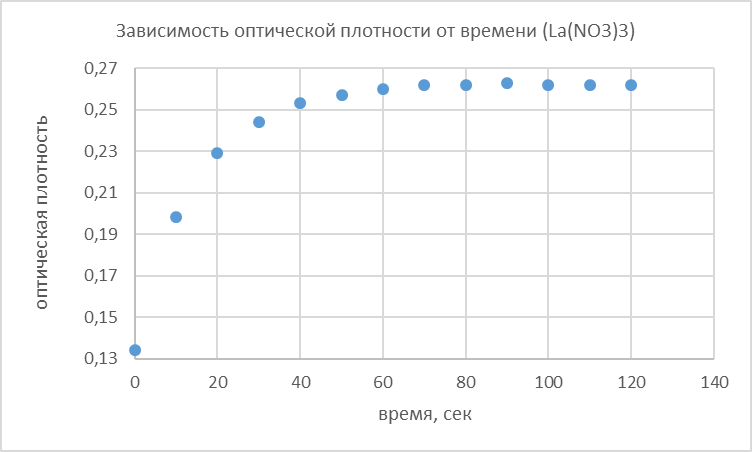 Зависимость оптической плотности от времени (La(NO3)3)
0,27
0,25
0,23
0,21
0,19
0,17
0,15
0,13
оптическая плотность
0 20 40 60 80 100 120 140
время, сек